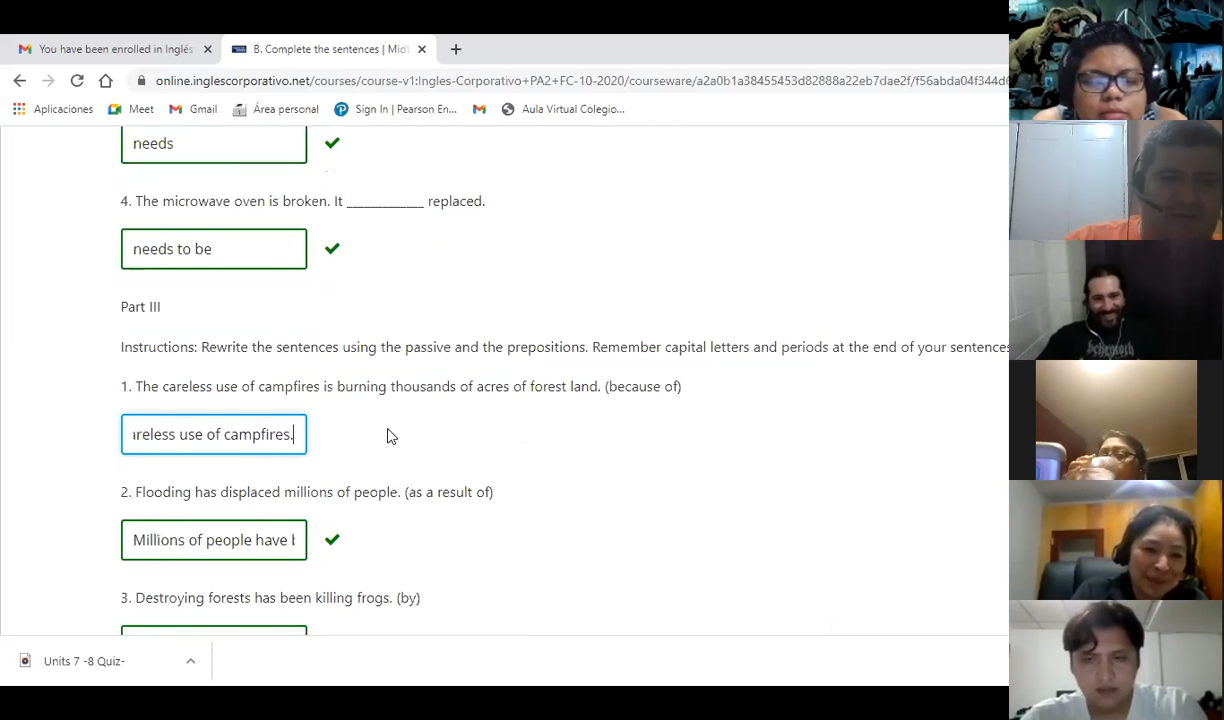 You have been enrolled in Inglés
B. Complete the sentences | Mid
online.inglescorporativo.net/courses/course-v1:Ingles-Corporativo+PA2+FC-10-2020/courseware/a2a0b1a38455453d82888a22eb7dae2f/f56abda04f344d
Aplicaciones
Meet
Gmail
Área personal
Sign In | Pearson En...
Aula Virtual Colegio...
needs
4. The microwave oven is broken. It ____________ replaced.
needs to be
Part III
Instructions: Rewrite the sentences using the passive and the prepositions. Remember capital letters and periods at the end of your sentences
1. The careless use of campfires is burning thousands of acres of forest land. (because of)
reless use of campfires.
2. Flooding has displaced millions of people. (as a result of)
Millions of people have
3. Destroying forests has been killing frogs. (by)
Units 7 -8 Quiz-